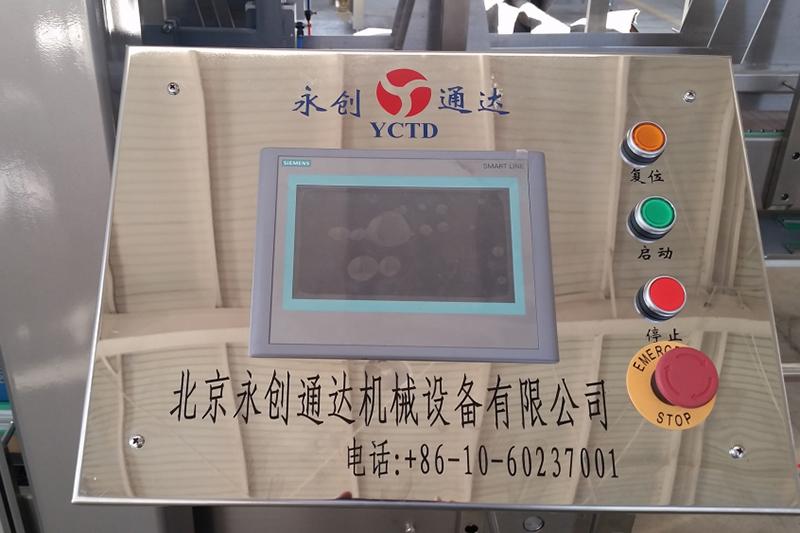 永创 通达
YCTD
SIEMENS
SMART LINE
复位
启动
停止
EMERG
STOP
北京永创通达机械设备有限公司
电话:+86-10-60237001